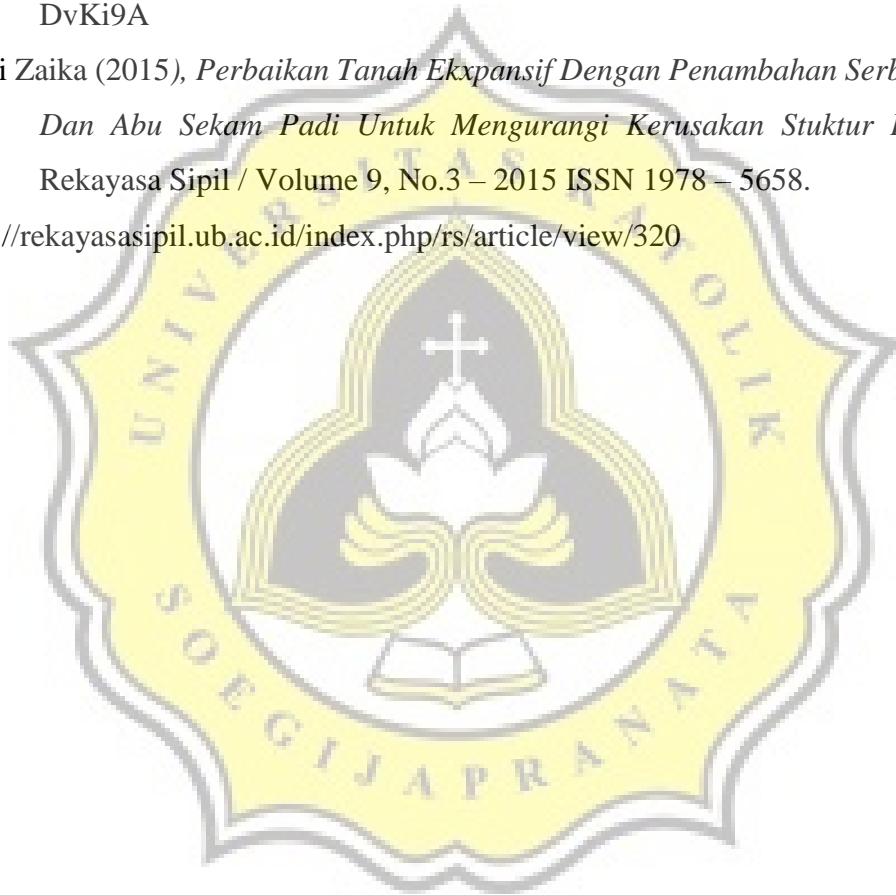 DvKi9A
i Zaika (2015), Perbaikan Tanah Ekxpansif Dengan Penambahan Serb
Dan Abu Sekam Padi Untuk Mengurangi Kerusakan Stuktur
Rekayasa Sipil / Volume 9, No.3 – 2015 ISSN 1978 – 5658.
//rekayasasipil.ub.ac.id/index.php/rs/article/view/320
UNIVERSITAS KATOLIK
SOEGIJAPRANATA